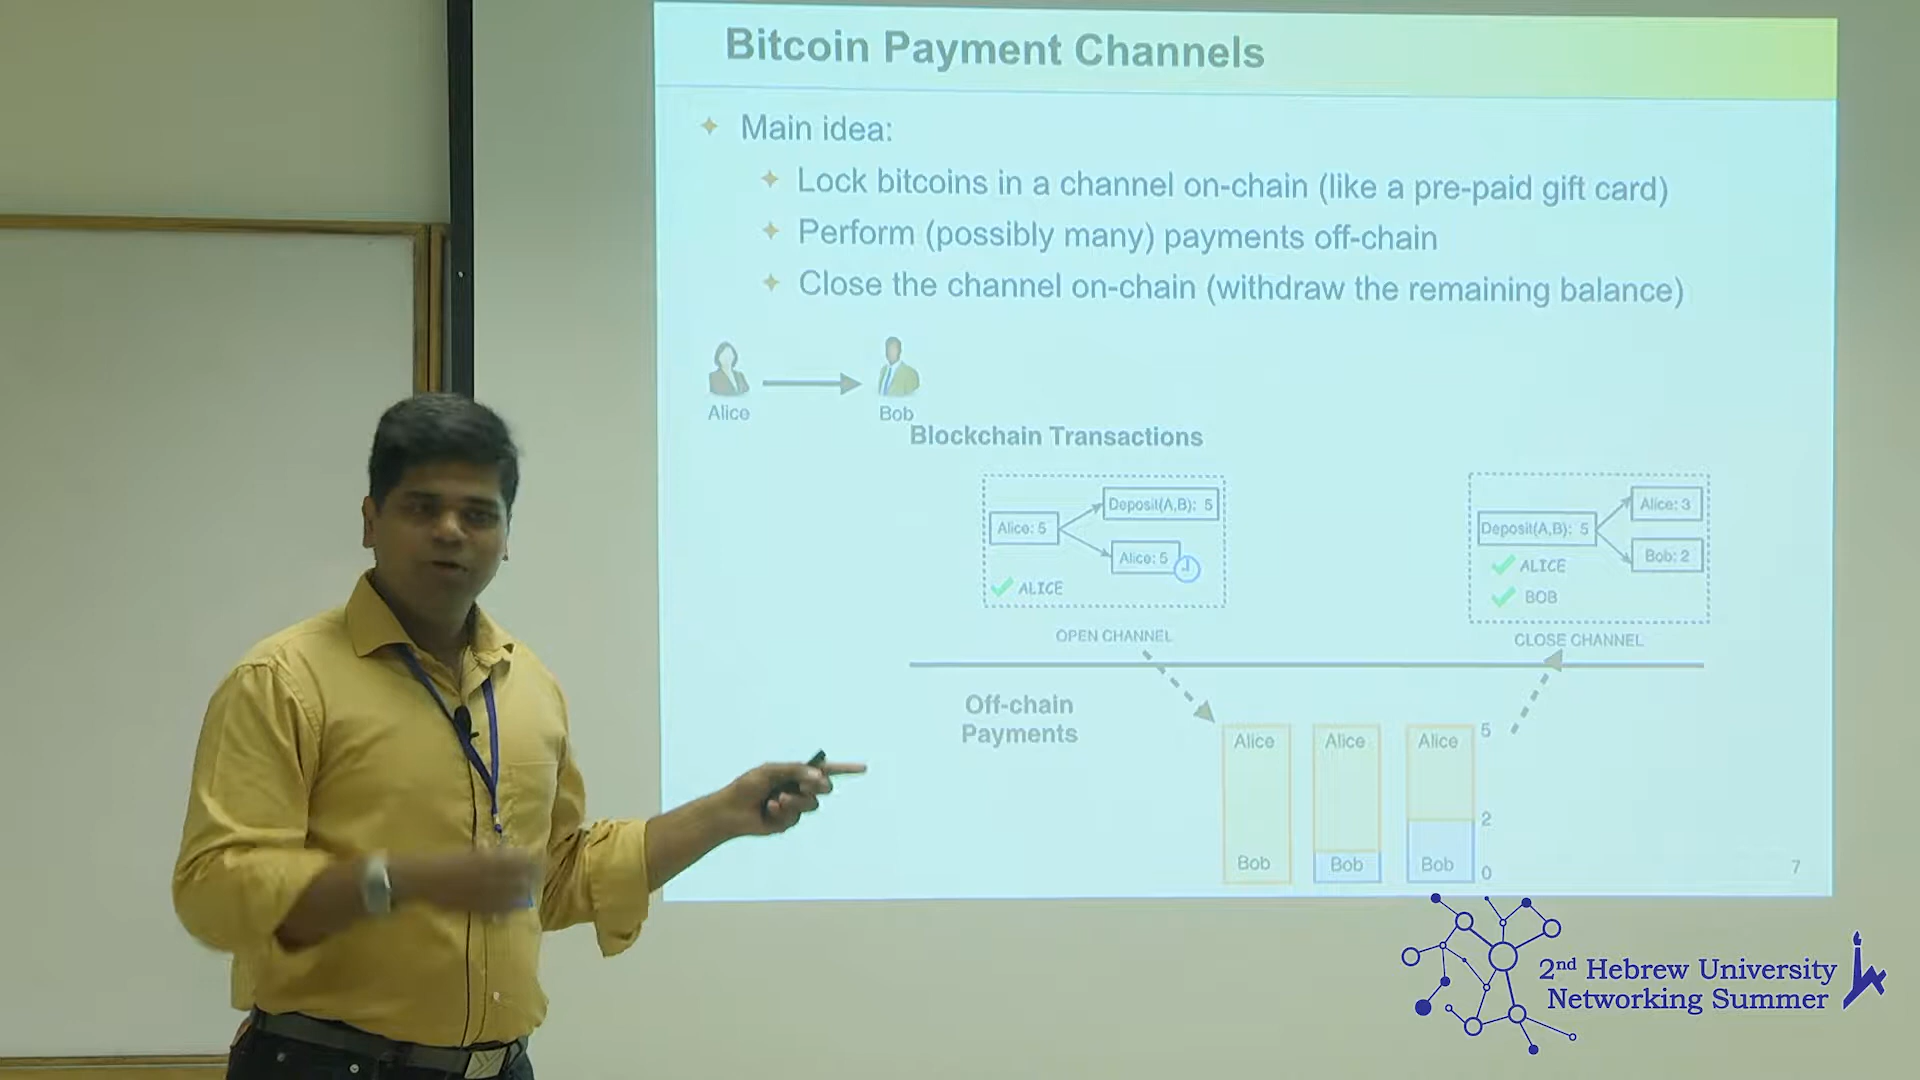 Bitcoin Payment Channels
Main idea:
Lock bitcoins in a channel on-chain (like a pre-paid gift card)
Perform (possibly many) payments off-chain
Close the channel on-chain (withdraw the remaining balance)
Alice
Bob
Blockchain Transactions
Alice: 5
Deposit(A,B): 5
Alice: 5
ALICE
OPEN CHANNEL
Deposit(A,B): 5
Alice: 3
Bob: 2
ALICE
BOB
CLOSE CHANNEL
Off-chain
Payments
Alice
Bob
Alice
Bob
Alice
Bob
5
2
0
7
2nd Hebrew University
Networking Summer